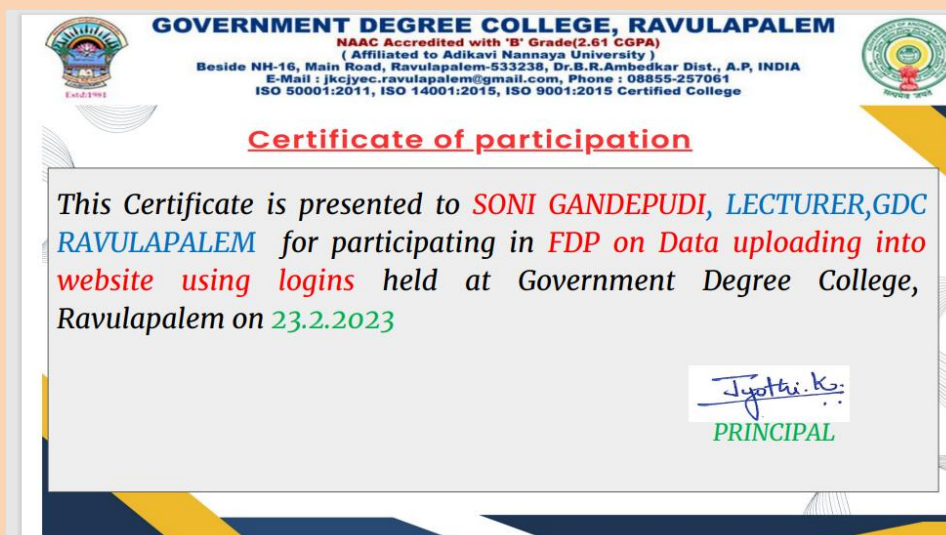 GOVERNMENT DEGREE COLLEGE, RAVULAPALEM
NAAC Accredited with 'B' Grade(2.61 CGPA)
( Affiliated to Adikavi Nannaya University )
Beside NH-16, Main Road, Ravulapalem-533238, Dr.B.R.Ambedkar Dist., A.P, INDIA
E-Mail : jkcjyec.ravulapalem@gmail.com, Phone : 08855-257061
ISO 50001:2011, ISO 14001:2015, ISO 9001:2015 Certified College
Estd:1981
Certificate of participation
This Certificate is presented to SONI GANDEPUDI, LECTURER,GDC
RAVULAPALEM for participating in FDP on Data uploading into
website using logins held at Government Degree College,
Ravulapalem on 23.2.2023
Jyothi.K.
PRINCIPAL